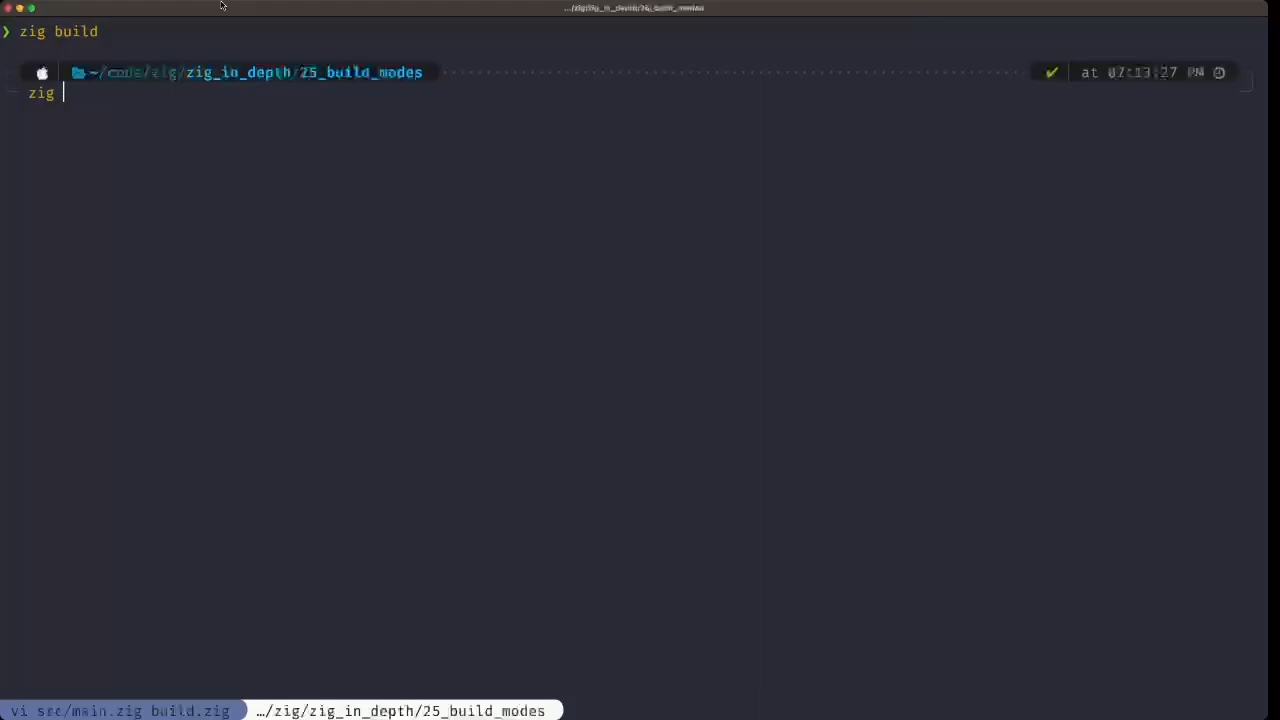 ❯ zig build
~/code/zig/zig_in_depth/25_build_modes ✔ at 07:13:27 PM
zig
vi src/main.zig build.zig …/zig/zig_in_depth/25_build_modes